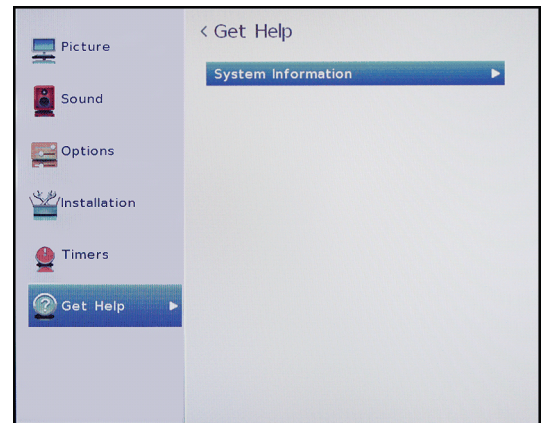 Picture
Sound
Options
Installation
Timers
Get Help
< Get Help
System Information